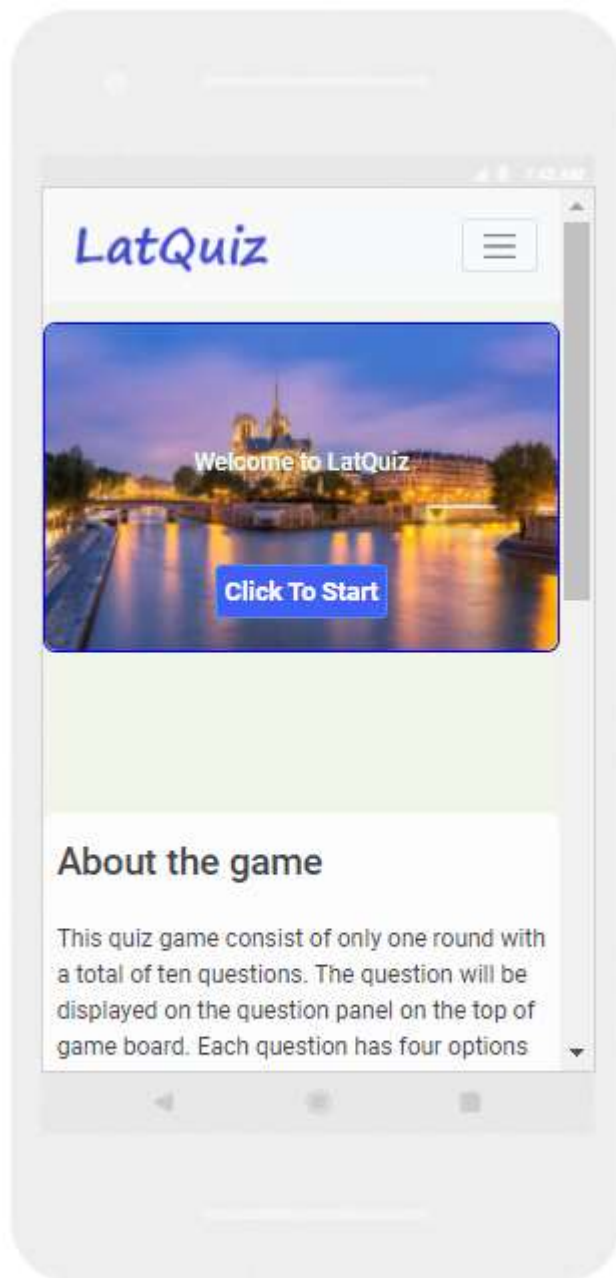 LatQuiz
Welcome to LatQuiz
Click To Start
About the game
This quiz game consist of only one round with
a total of ten questions. The question will be
displayed on the question panel on the top of
game board. Each question has four options